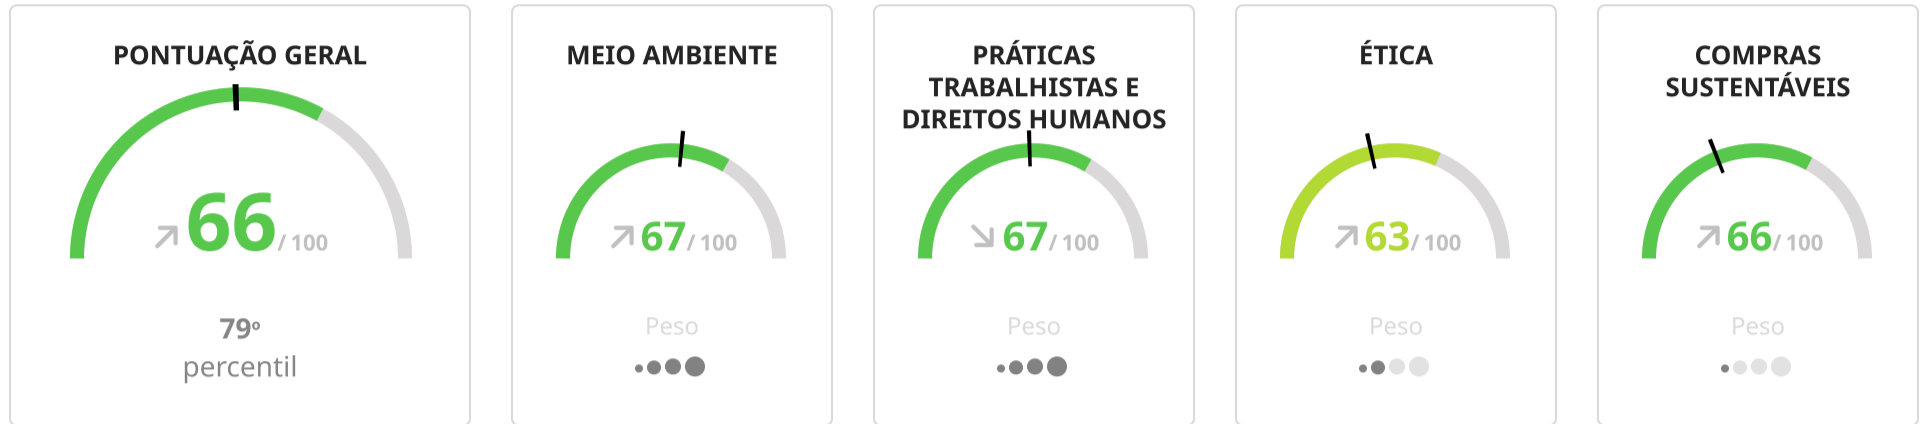 PONTUAÇÃO GERAL
66 / 100
79º
percentil
MEIO AMBIENTE
67 / 100
Peso
PRÁTICAS
TRABALHISTAS E
DIREITOS HUMANOS
67 / 100
Peso
ÉTICA
63 / 100
Peso
COMPRAS
SUSTENTÁVEIS
66 / 100
Peso